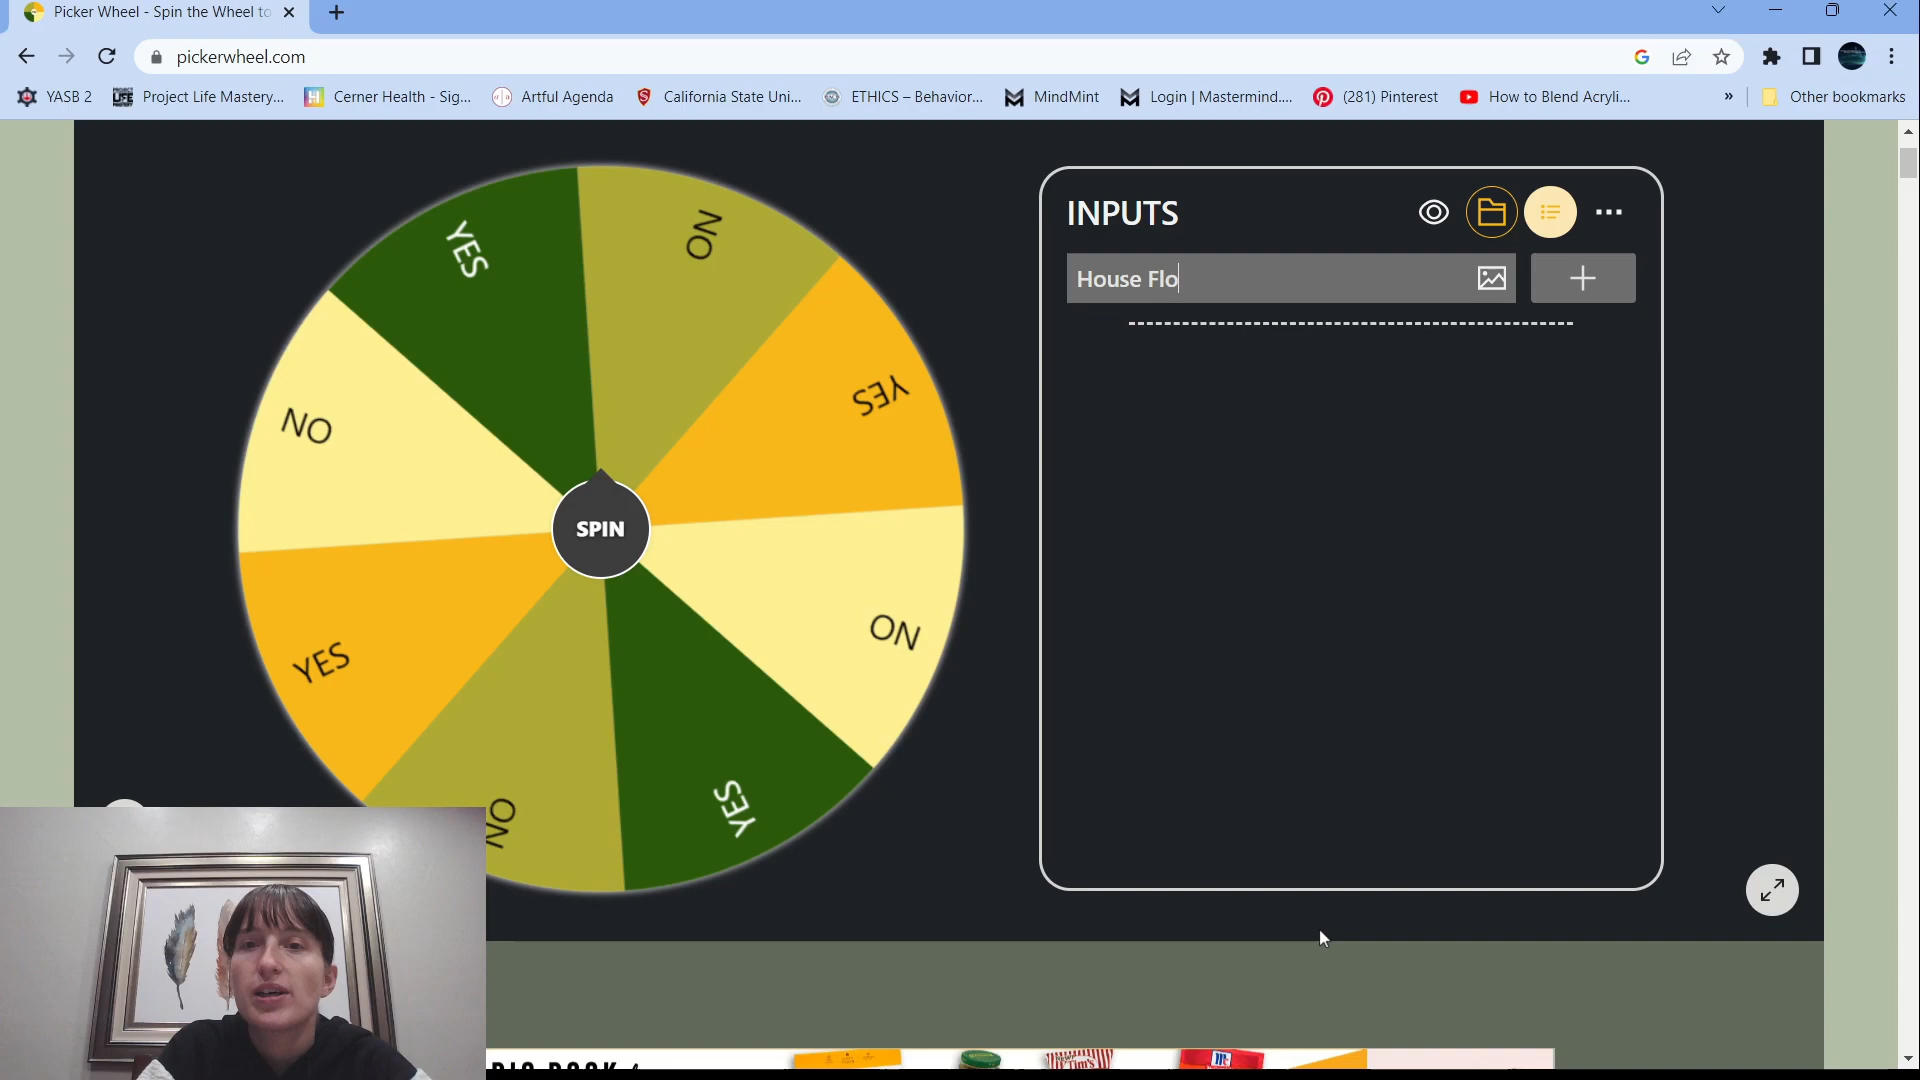 Picker Wheel - Spin the Wheel to
pickerwheel.com
YASB 2
Project Life Mastery...
Cerner Health - Sig...
Artful Agenda
California State Uni...
ETHICS – Behavior...
MindMint
Login | Mastermind....
(281) Pinterest
How to Blend Acryli...
»
Other bookmarks
NO
YES
NO
YES
NO
YES
NO
YES
SPIN
INPUTS
House Flo